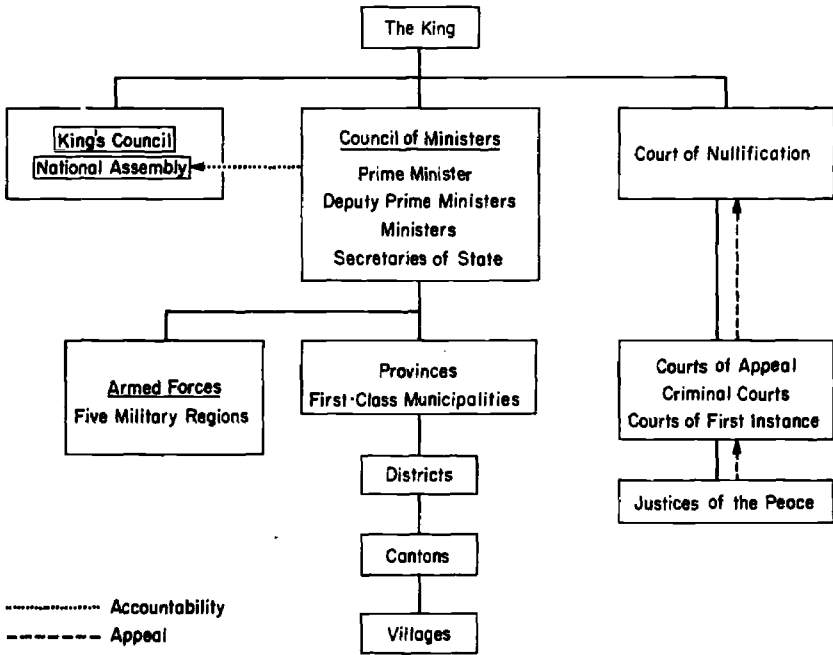 The King
King's Council
National Assembly
Council of Ministers
Prime Minister
Deputy Prime Ministers
Ministers
Secretaries of State
Court of Nullification
Armed Forces
Five Military Regions
Provinces
First-Class Municipalities
Courts of Appeal
Criminal Courts
Courts of First Instance
Districts
Justices of the Peace
Cantons
Villages
Accountability
Appeal